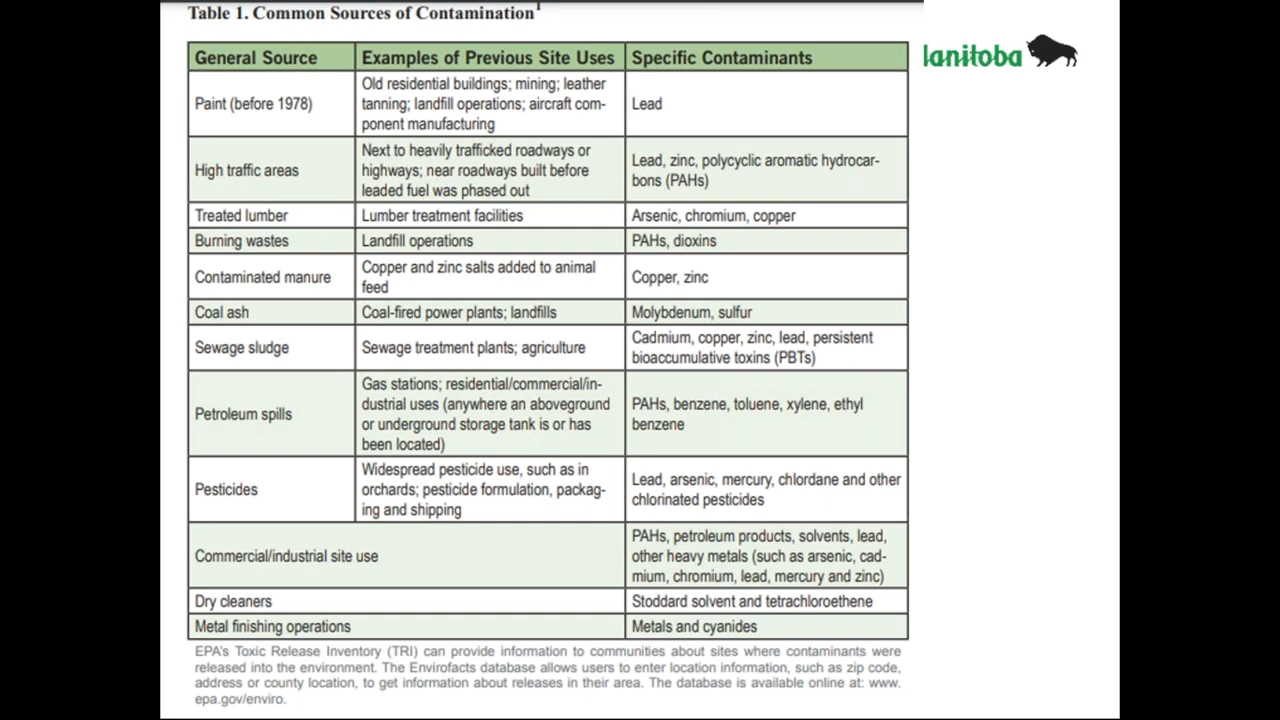 Table 1. Common Sources of Contamination1
General Source Examples of Previous Site Uses Specific Contaminants
Paint (before 1978)
Old residential buildings; mining; leather
tanning; landfill operations; aircraft com-
ponent manufacturing
Lead
High traffic areas
Next to heavily trafficked roadways or
highways; near roadways built before
leaded fuel was phased out
Lead, zinc, polycyclic aromatic hydrocar-
bons (PAHs)
Treated lumber Lumber treatment facilities Arsenic, chromium, copper
Burning wastes Landfill operations PAHs, dioxins
Contaminated manure
Copper and zinc salts added to animal
feed
Copper, zinc
Coal ash Coal-fired power plants; landfills Molybdenum, sulfur
Sewage sludge Sewage treatment plants; agriculture
Cadmium, copper, zinc, lead, persistent
bioaccumulative toxins (PBTs)
Petroleum spills
Gas stations; residential/commercial/in-
dustrial uses (anywhere an aboveground
or underground storage tank is or has
been located)
PAHs, benzene, toluene, xylene, ethyl
benzene
Pesticides
Widespread pesticide use, such as in
orchards; pesticide formulation, packag-
ing and shipping
Lead, arsenic, mercury, chlordane and other
chlorinated pesticides
Commercial/industrial site use
PAHs, petroleum products, solvents, lead,
other heavy metals (such as arsenic, cad-
mium, chromium, lead, mercury and zinc)
Dry cleaners Stoddard solvent and tetrachloroethene
Metal finishing operations Metals and cyanides
EPA's Toxic Release Inventory (TRI) can provide information to communities about sites where contaminants were
released into the environment. The Envirofacts database allows users to enter location information, such as zip code,
address or county location, to get information about releases in their area. The database is available online at: www.
epa.gov/enviro.
anitoba